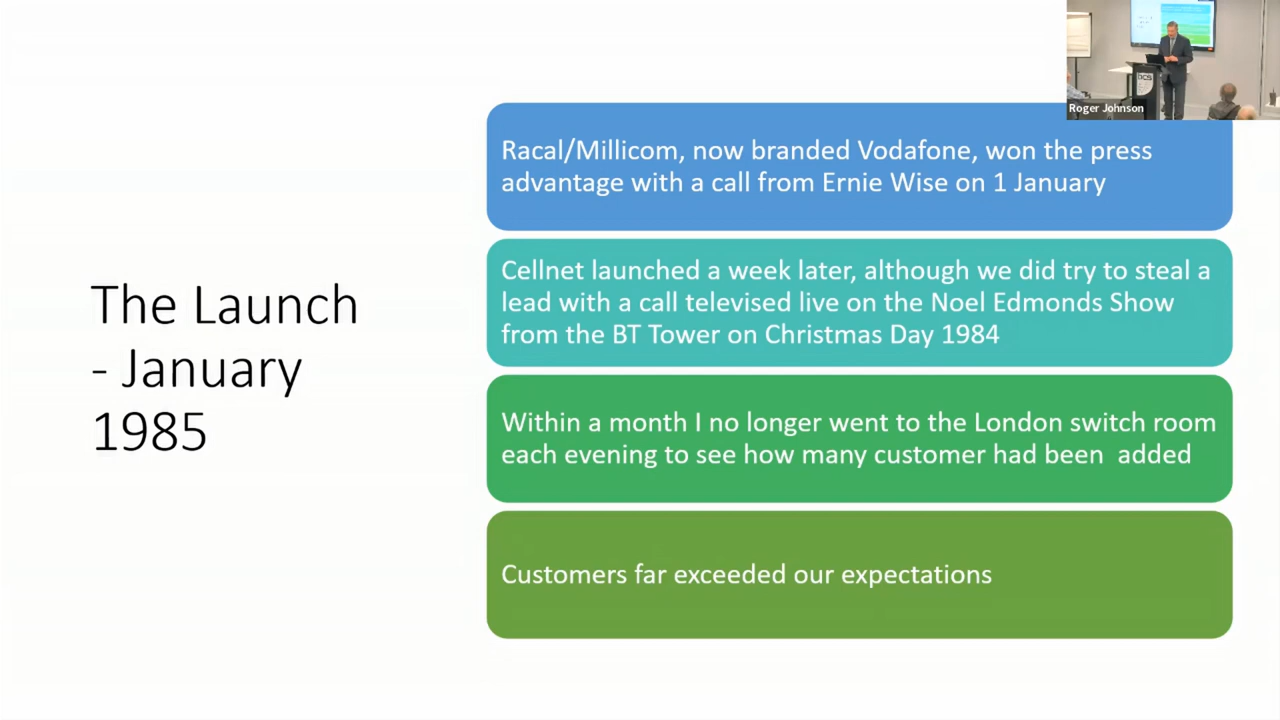 The Launch
- January
1985
Racal/Millicom, now branded Vodafone, won the press
advantage with a call from Ernie Wise on 1 January
Cellnet launched a week later, although we did try to steal a
lead with a call televised live on the Noel Edmonds Show
from the BT Tower on Christmas Day 1984
Within a month I no longer went to the London switch room
each evening to see how many customer had been  added
Customers far exceeded our expectations
Roger Johnson
bcs